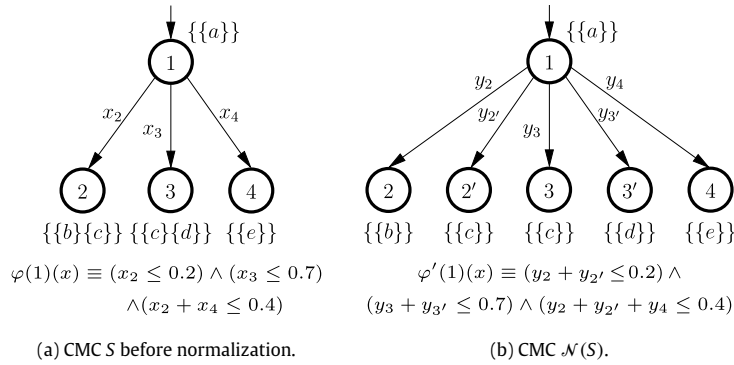 {{a}}
1
x₂
x₃
x₄
2
3
4
{{b}{c}} {{c}{d}} {{e}}
φ(1)(x) ≡ (x₂ ≤ 0.2) ∧ (x₃ ≤ 0.7)
∧(x₂ + x₄ ≤ 0.4)
(a) CMC S before normalization.
{{a}}
1
y₂
y₂′
y₃
y₃′
y₄
2
2′
3
3′
4
{{b}} {{c}} {{c}} {{d}} {{e}}
φ′(1)(x) ≡ (y₂ + y₂′ ≤ 0.2) ∧
(y₃ + y₃′ ≤ 0.7) ∧ (y₂ + y₂′ + y₄ ≤ 0.4)
(b) CMC 𝒩(S).